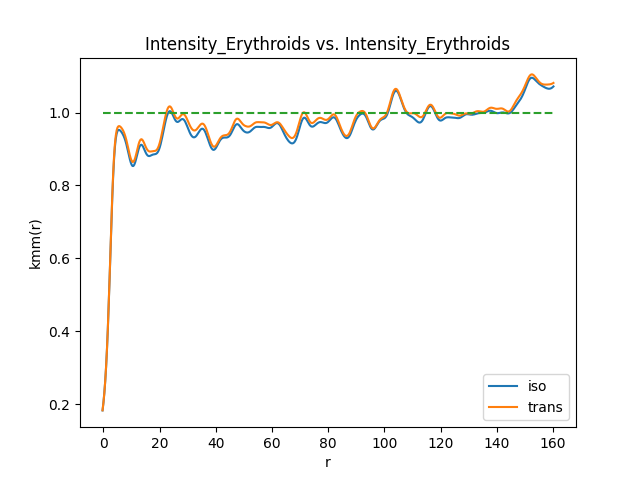 Intensity_Erythroids vs. Intensity_Erythroids
kmm(r)
1.0
0.8
0.6
0.4
0.2
0 20 40 60 80 100 120 140 160
r
iso
trans